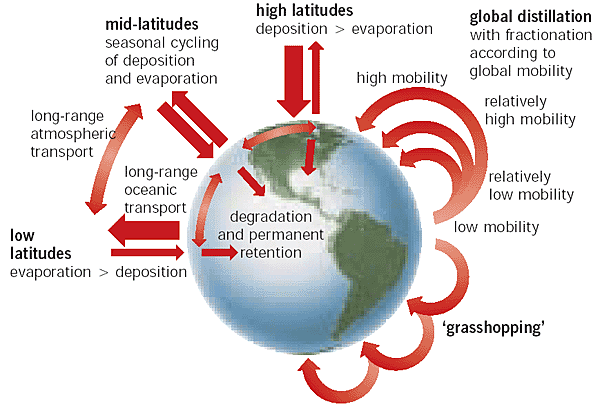 mid-latitudes
seasonal cycling
of deposition
and evaporation
high latitudes
deposition > evaporation
global distillation
with fractionation
according to
global mobility
high mobility
relatively
high mobility
relatively
low mobility
low mobility
long-range
atmospheric
transport
long-range
oceanic
transport
degradation
and permanent
retention
low
latitudes
evaporation > deposition
‘grasshopping’